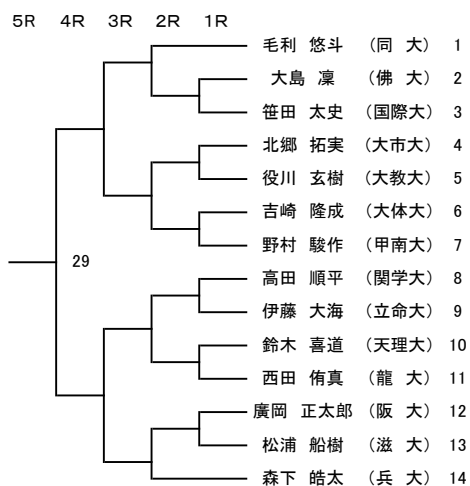 5R 4R 3R 2R 1R
毛利 悠斗 (同 大) 1
大島 凜 (佛 大) 2
笹田 太史 (国際大) 3
北郷 拓実 (大市大) 4
役川 玄樹 (大教大) 5
吉崎 隆成 (大体大) 6
野村 駿作 (甲南大) 7
29
高田 順平 (関学大) 8
伊藤 大海 (立命大) 9
鈴木 喜道 (天理大) 10
西田 侑真 (龍 大) 11
廣岡 正太郎 (阪 大) 12
松浦 船樹 (滋 大) 13
森下 皓太 (兵 大) 14